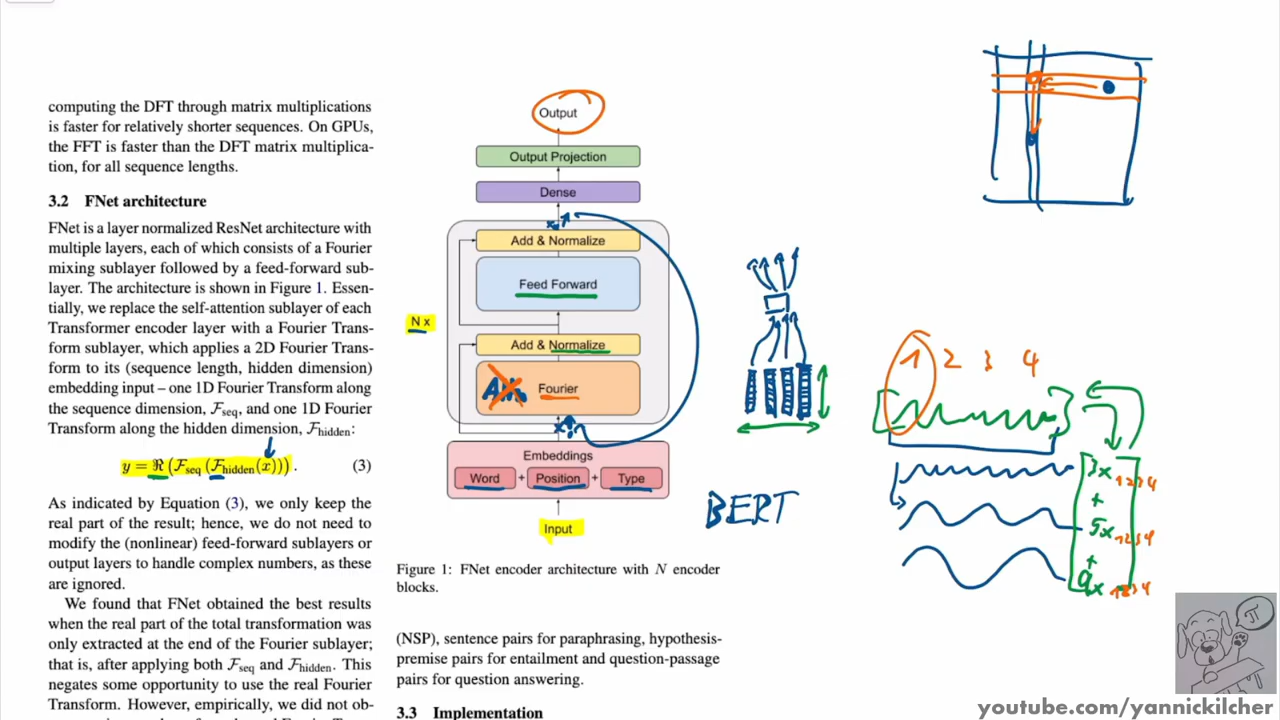 computing the DFT through matrix multiplications
is faster for relatively shorter sequences. On GPUs,
the FFT is faster than the DFT matrix multiplica-
tion, for all sequence lengths.
3.2 FNet architecture
FNet is a layer normalized ResNet architecture with
multiple layers, each of which consists of a Fourier
mixing sublayer followed by a feed-forward sub-
layer. The architecture is shown in Figure 1. Essen-
tially, we replace the self-attention sublayer of each
Transformer encoder layer with a Fourier Trans-
form sublayer, which applies a 2D Fourier Trans-
form to its (sequence length, hidden dimension)
embedding input – one 1D Fourier Transform along
the sequence dimension, ℱseq, and one 1D Fourier
Transform along the hidden dimension, ℱhidden:
y = ℜ (ℱseq (ℱhidden(x))) . (3)
As indicated by Equation (3), we only keep the
real part of the result; hence, we do not need to
modify the (nonlinear) feed-forward sublayers or
output layers to handle complex numbers, as these
are ignored.
We found that FNet obtained the best results
when the real part of the total transformation was
only extracted at the end of the Fourier sublayer;
that is, after applying both ℱseq and ℱhidden. This
negates some opportunity to use the real Fourier
Transform. However, empirically, we did not ob-
Output
Output Projection
Dense
Add & Normalize
Feed Forward
N x
Add & Normalize
Fourier
Embeddings
Word + Position + Type
Input
Figure 1: FNet encoder architecture with N encoder
blocks.
(NSP), sentence pairs for paraphrasing, hypothesis-
premise pairs for entailment and question-passage
pairs for question answering.
3.3 Implementation
BERT
1 2 3 4
3x 1234
+
5x 1234
+
9x 1234
π
youtube.com/yannickilcher